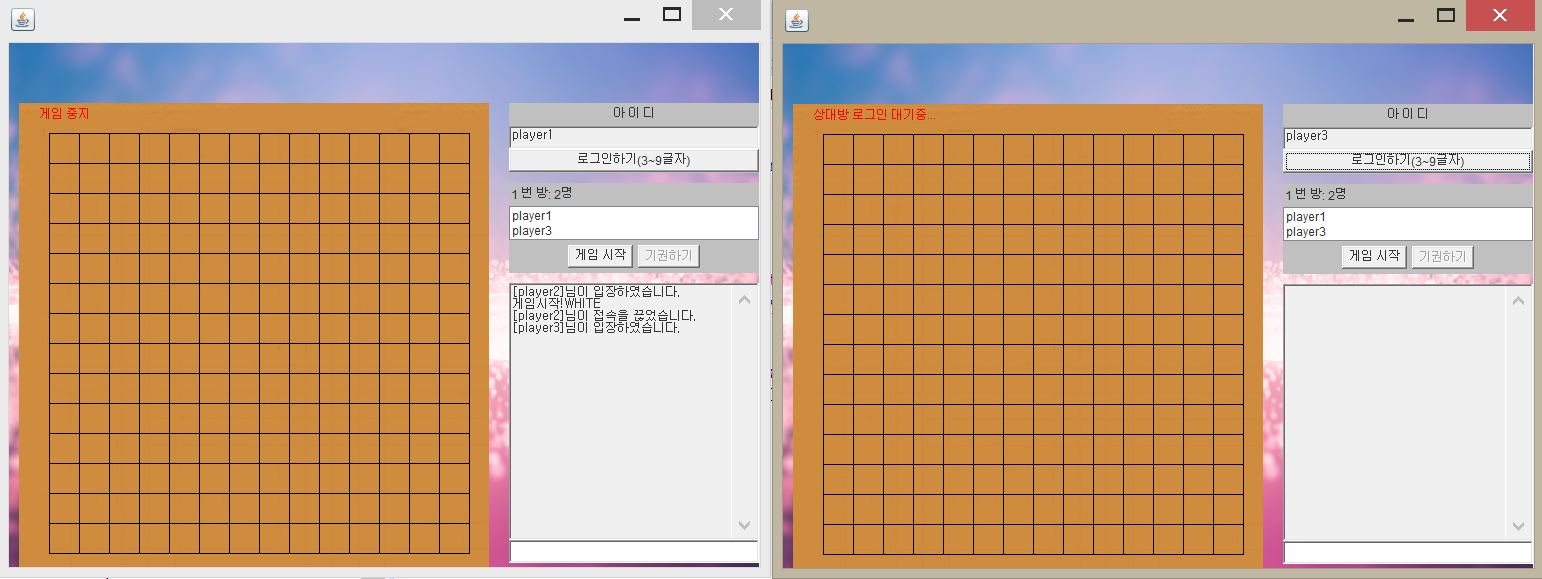 게임 중지
아 이 디
player1
로그인하기(3~9글자)
1 번 방: 2명
player1
player3
게임 시작 기권하기
[player2]님이 입장하였습니다.
게임시작!WHITE
[player2]님이 접속을 끊었습니다.
[player3]님이 입장하였습니다.
상대방 로그인 대기중...
아 이 디
player3
로그인하기(3~9글자)
1 번 방: 2명
player1
player3
게임 시작 기권하기